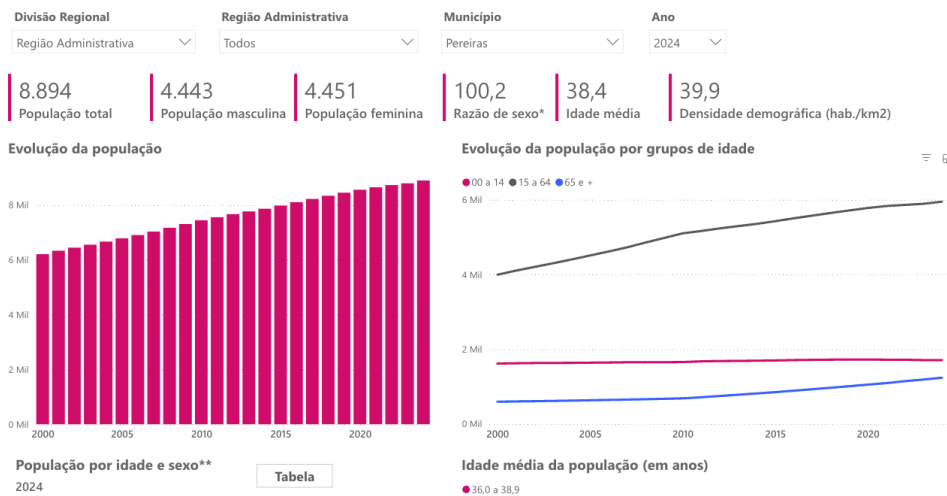 Divisão Regional Região Administrativa Município Ano
Região Administrativa Todos Pereiras 2024
8.894 4.443 4.451 100,2 38,4 39,9
População total População masculina População feminina Razão de sexo* Idade média Densidade demográfica (hab./km2)
Evolução da população Evolução da população por grupos de idade
00 a 14 15 a 64 65 e +
8 Mil
6 Mil
4 Mil
2 Mil
0 Mil
2000 2005 2010 2015 2020
6 Mil
4 Mil
2 Mil
0 Mil
2000 2005 2010 2015 2020
População por idade e sexo** Tabela Idade média da população (em anos)
2024 36,0 a 38,9